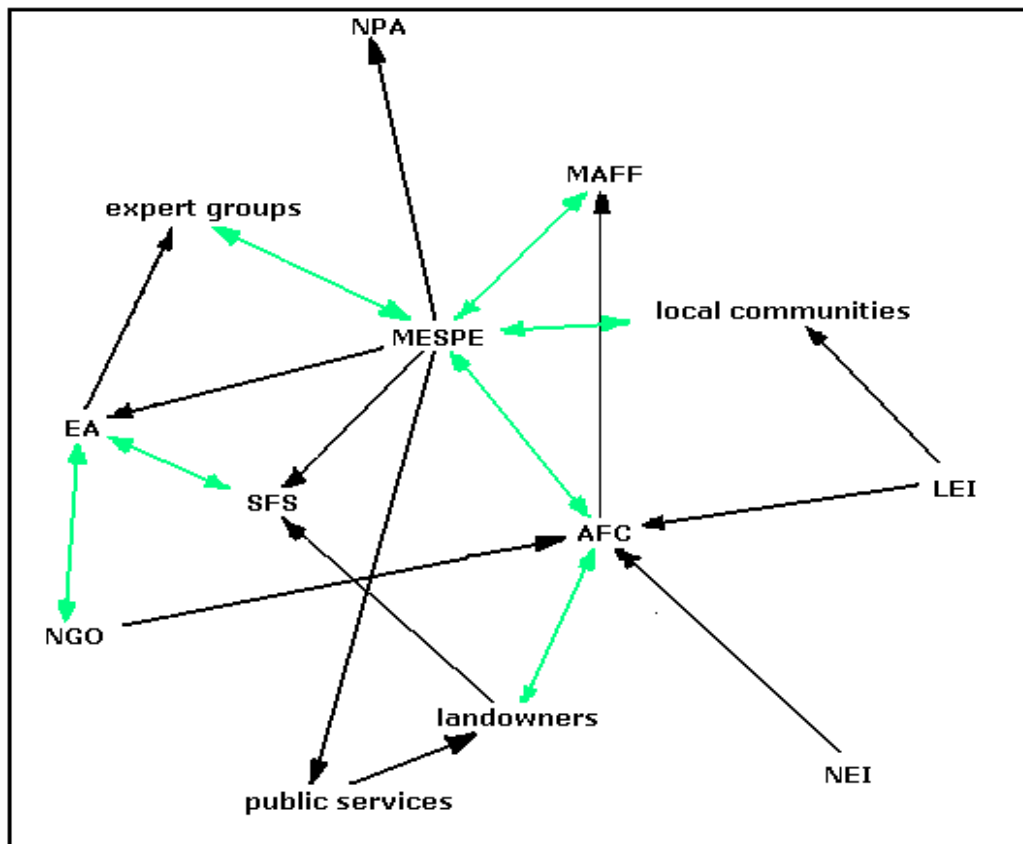 NPA
MAFF
expert groups
local communities
MESPE
EA
LEI
SFS
AFC
NGO
landowners
NEI
public services